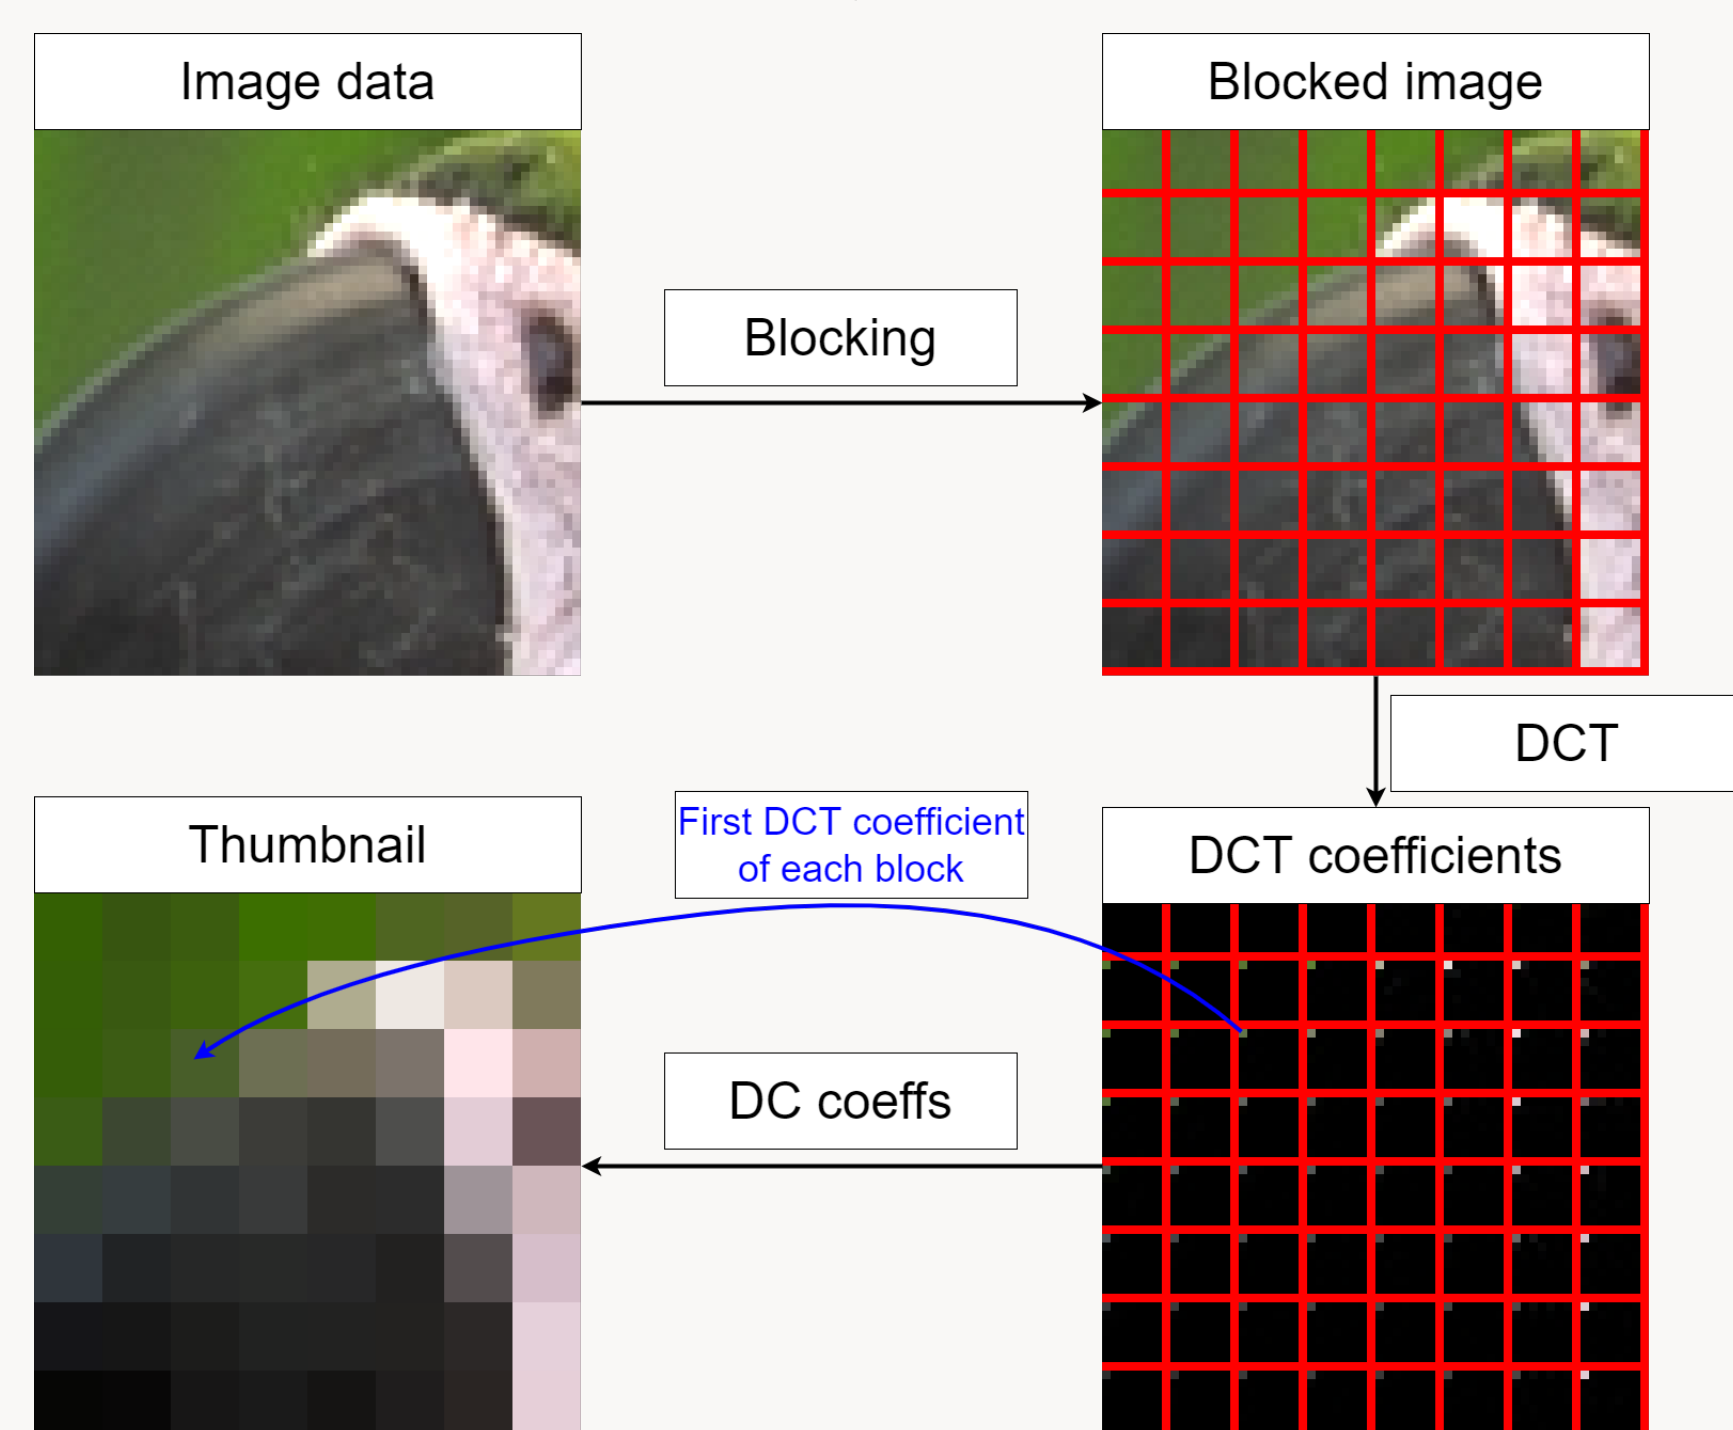 Image data
Blocked image
Blocking
DCT
Thumbnail
First DCT coefficient
of each block
DCT coefficients
DC coeffs